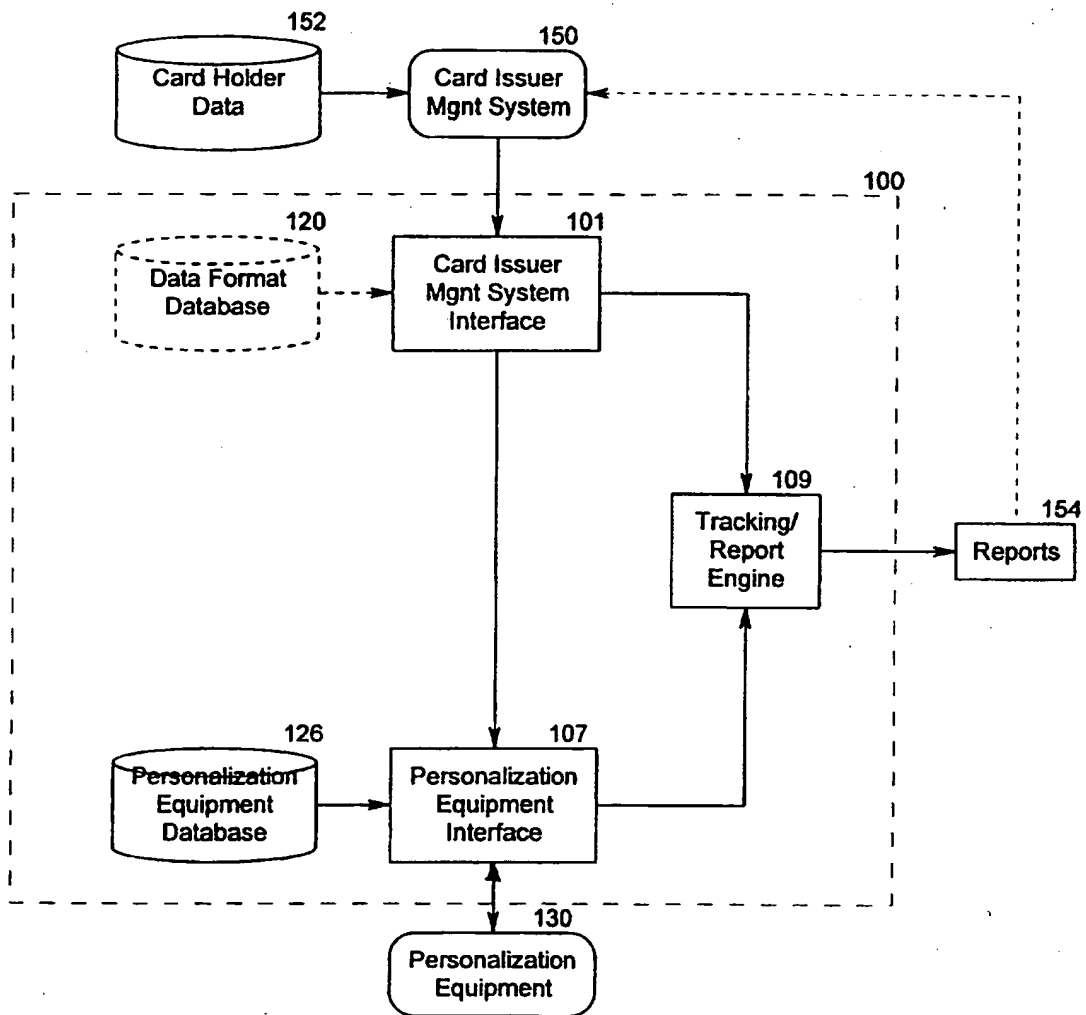 152
Card Holder
Data
150
Card Issuer
Mgnt System
100
120
Data Format
Database
101
Card Issuer
Mgnt System
Interface
109
Tracking/
Report
Engine
154
Reports
126
Personalization
Equipment
Database
107
Personalization
Equipment
Interface
130
Personalization
Equipment